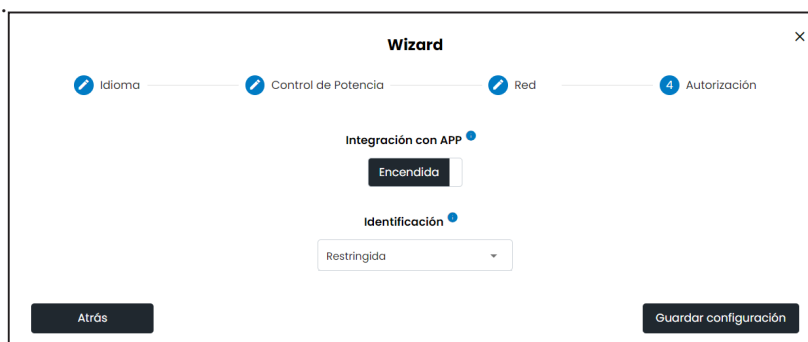 Wizard
Idioma
Control de Potencia
Red
4 Autorización
Integración con APP
Encendida
Identificación
Restringida
Atrás
Guardar configuración